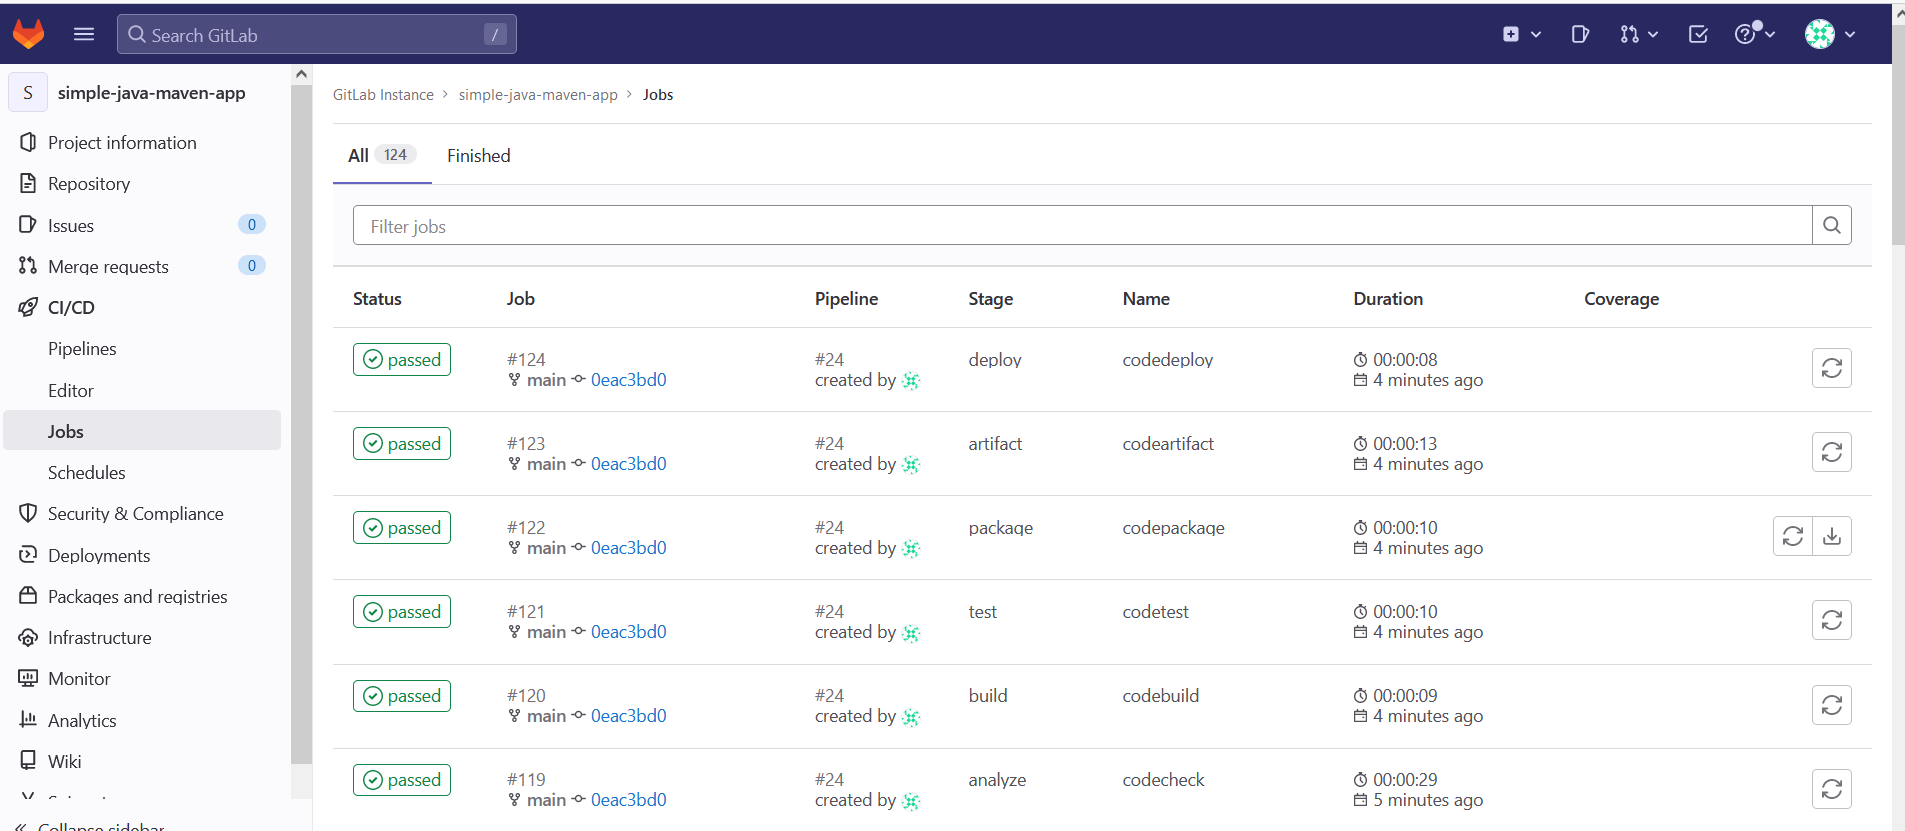 Search GitLab /
S simple-java-maven-app
Project information
Repository
Issues 0
Merge requests 0
CI/CD
Pipelines
Editor
Jobs
Schedules
Security & Compliance
Deployments
Packages and registries
Infrastructure
Monitor
Analytics
Wiki
Collapse sidebar
GitLab Instance > simple-java-maven-app > Jobs
All 124 Finished
Filter jobs
Status Job Pipeline Stage Name Duration Coverage
passed #124 #24 deploy codedeploy 00:00:08
main 0eac3bd0 created by 4 minutes ago
passed #123 #24 artifact codeartifact 00:00:13
main 0eac3bd0 created by 4 minutes ago
passed #122 #24 package codepackage 00:00:10
main 0eac3bd0 created by 4 minutes ago
passed #121 #24 test codetest 00:00:10
main 0eac3bd0 created by 4 minutes ago
passed #120 #24 build codebuild 00:00:09
main 0eac3bd0 created by 4 minutes ago
passed #119 #24 analyze codecheck 00:00:29
main 0eac3bd0 created by 5 minutes ago